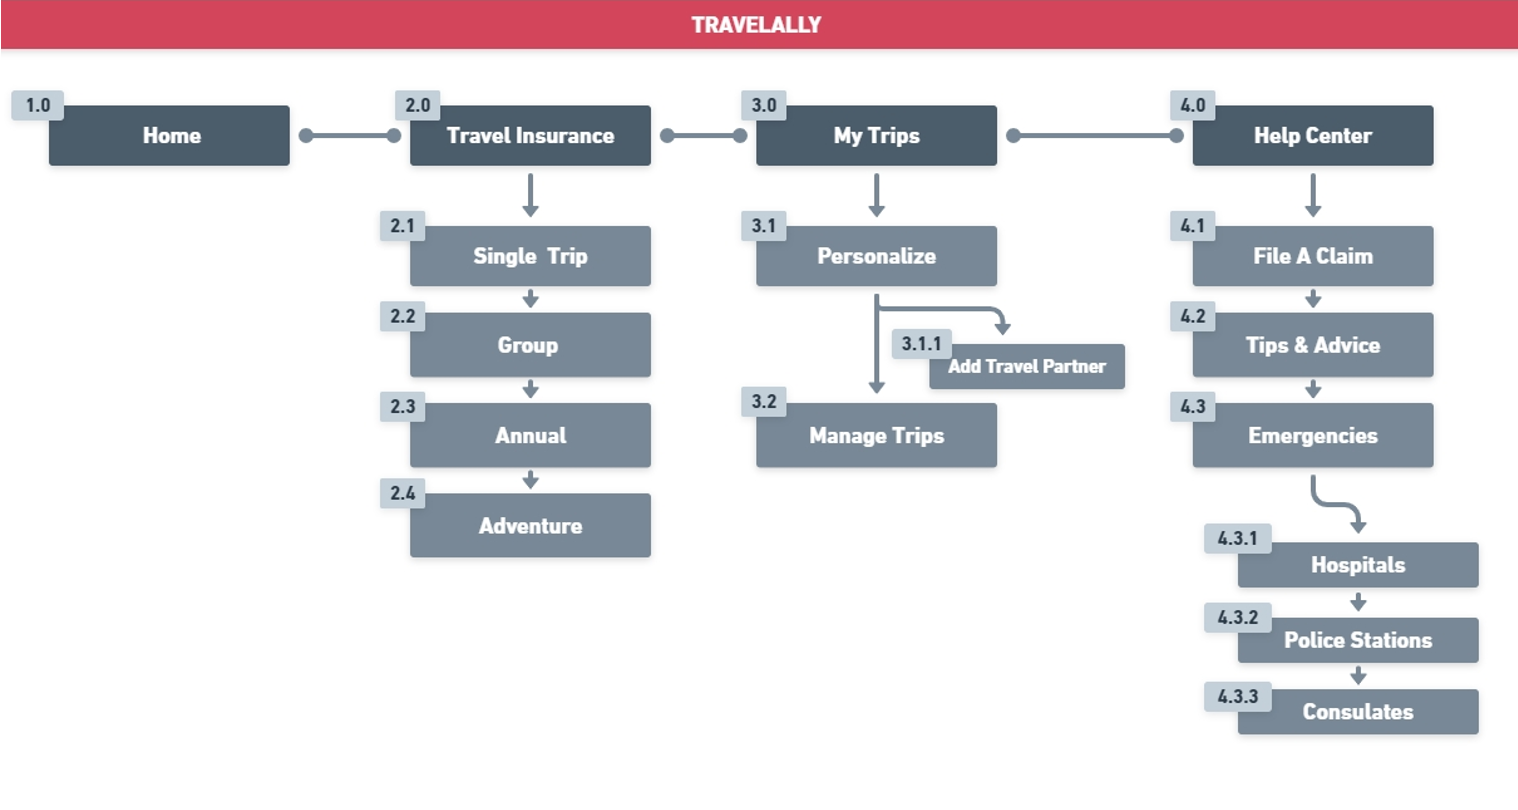 TRAVELALLY
1.0
Home
2.0
Travel Insurance
2.1
Single Trip
2.2
Group
2.3
Annual
2.4
Adventure
3.0
My Trips
3.1
Personalize
3.1.1
Add Travel Partner
3.2
Manage Trips
4.0
Help Center
4.1
File A Claim
4.2
Tips & Advice
4.3
Emergencies
4.3.1
Hospitals
4.3.2
Police Stations
4.3.3
Consulates